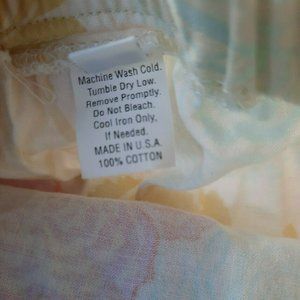 Machine Wash Cold.
Tumble Dry Low.
Remove Promptly.
Do Not Bleach.
Cool Iron Only,
If Needed.
MADE IN U.S.A.
100% COTTON